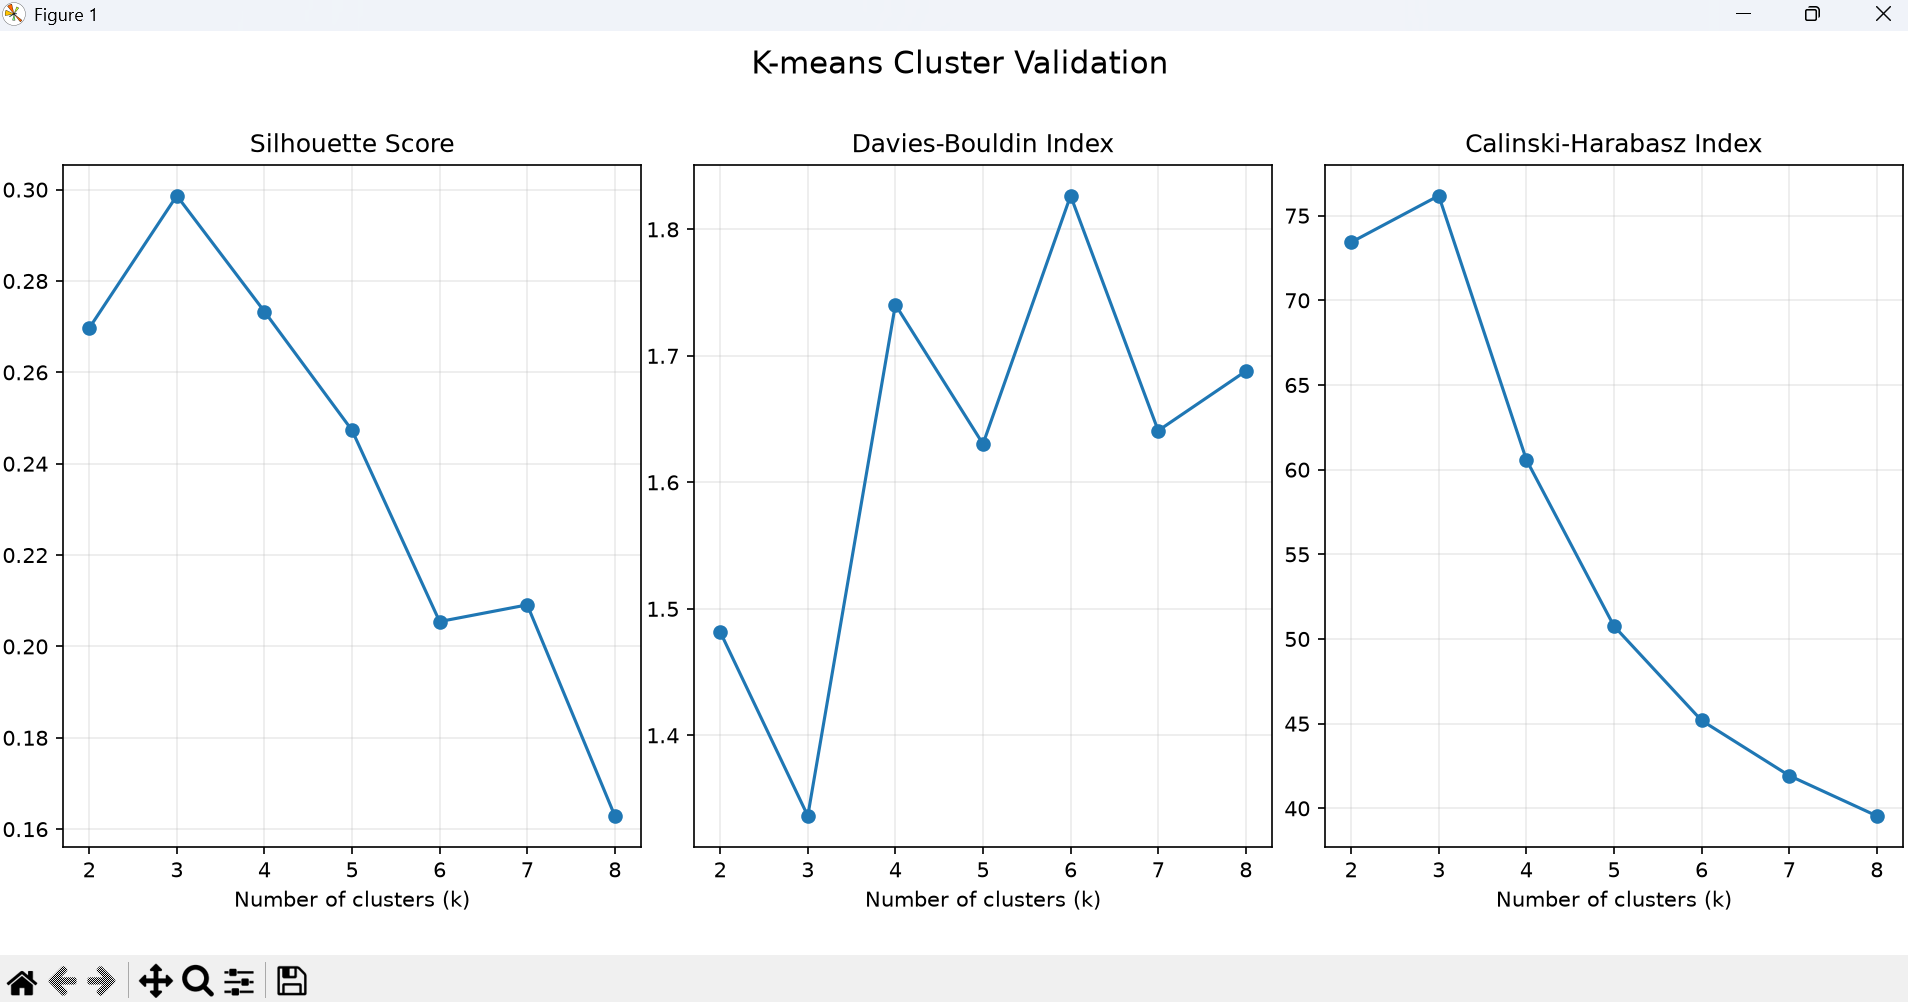 Figure 1
K-means Cluster Validation
Silhouette Score
0.30
0.28
0.26
0.24
0.22
0.20
0.18
0.16
2 3 4 5 6 7 8
Number of clusters (k)
Davies-Bouldin Index
1.8
1.7
1.6
1.5
1.4
2 3 4 5 6 7 8
Number of clusters (k)
Calinski-Harabasz Index
75
70
65
60
55
50
45
40
2 3 4 5 6 7 8
Number of clusters (k)